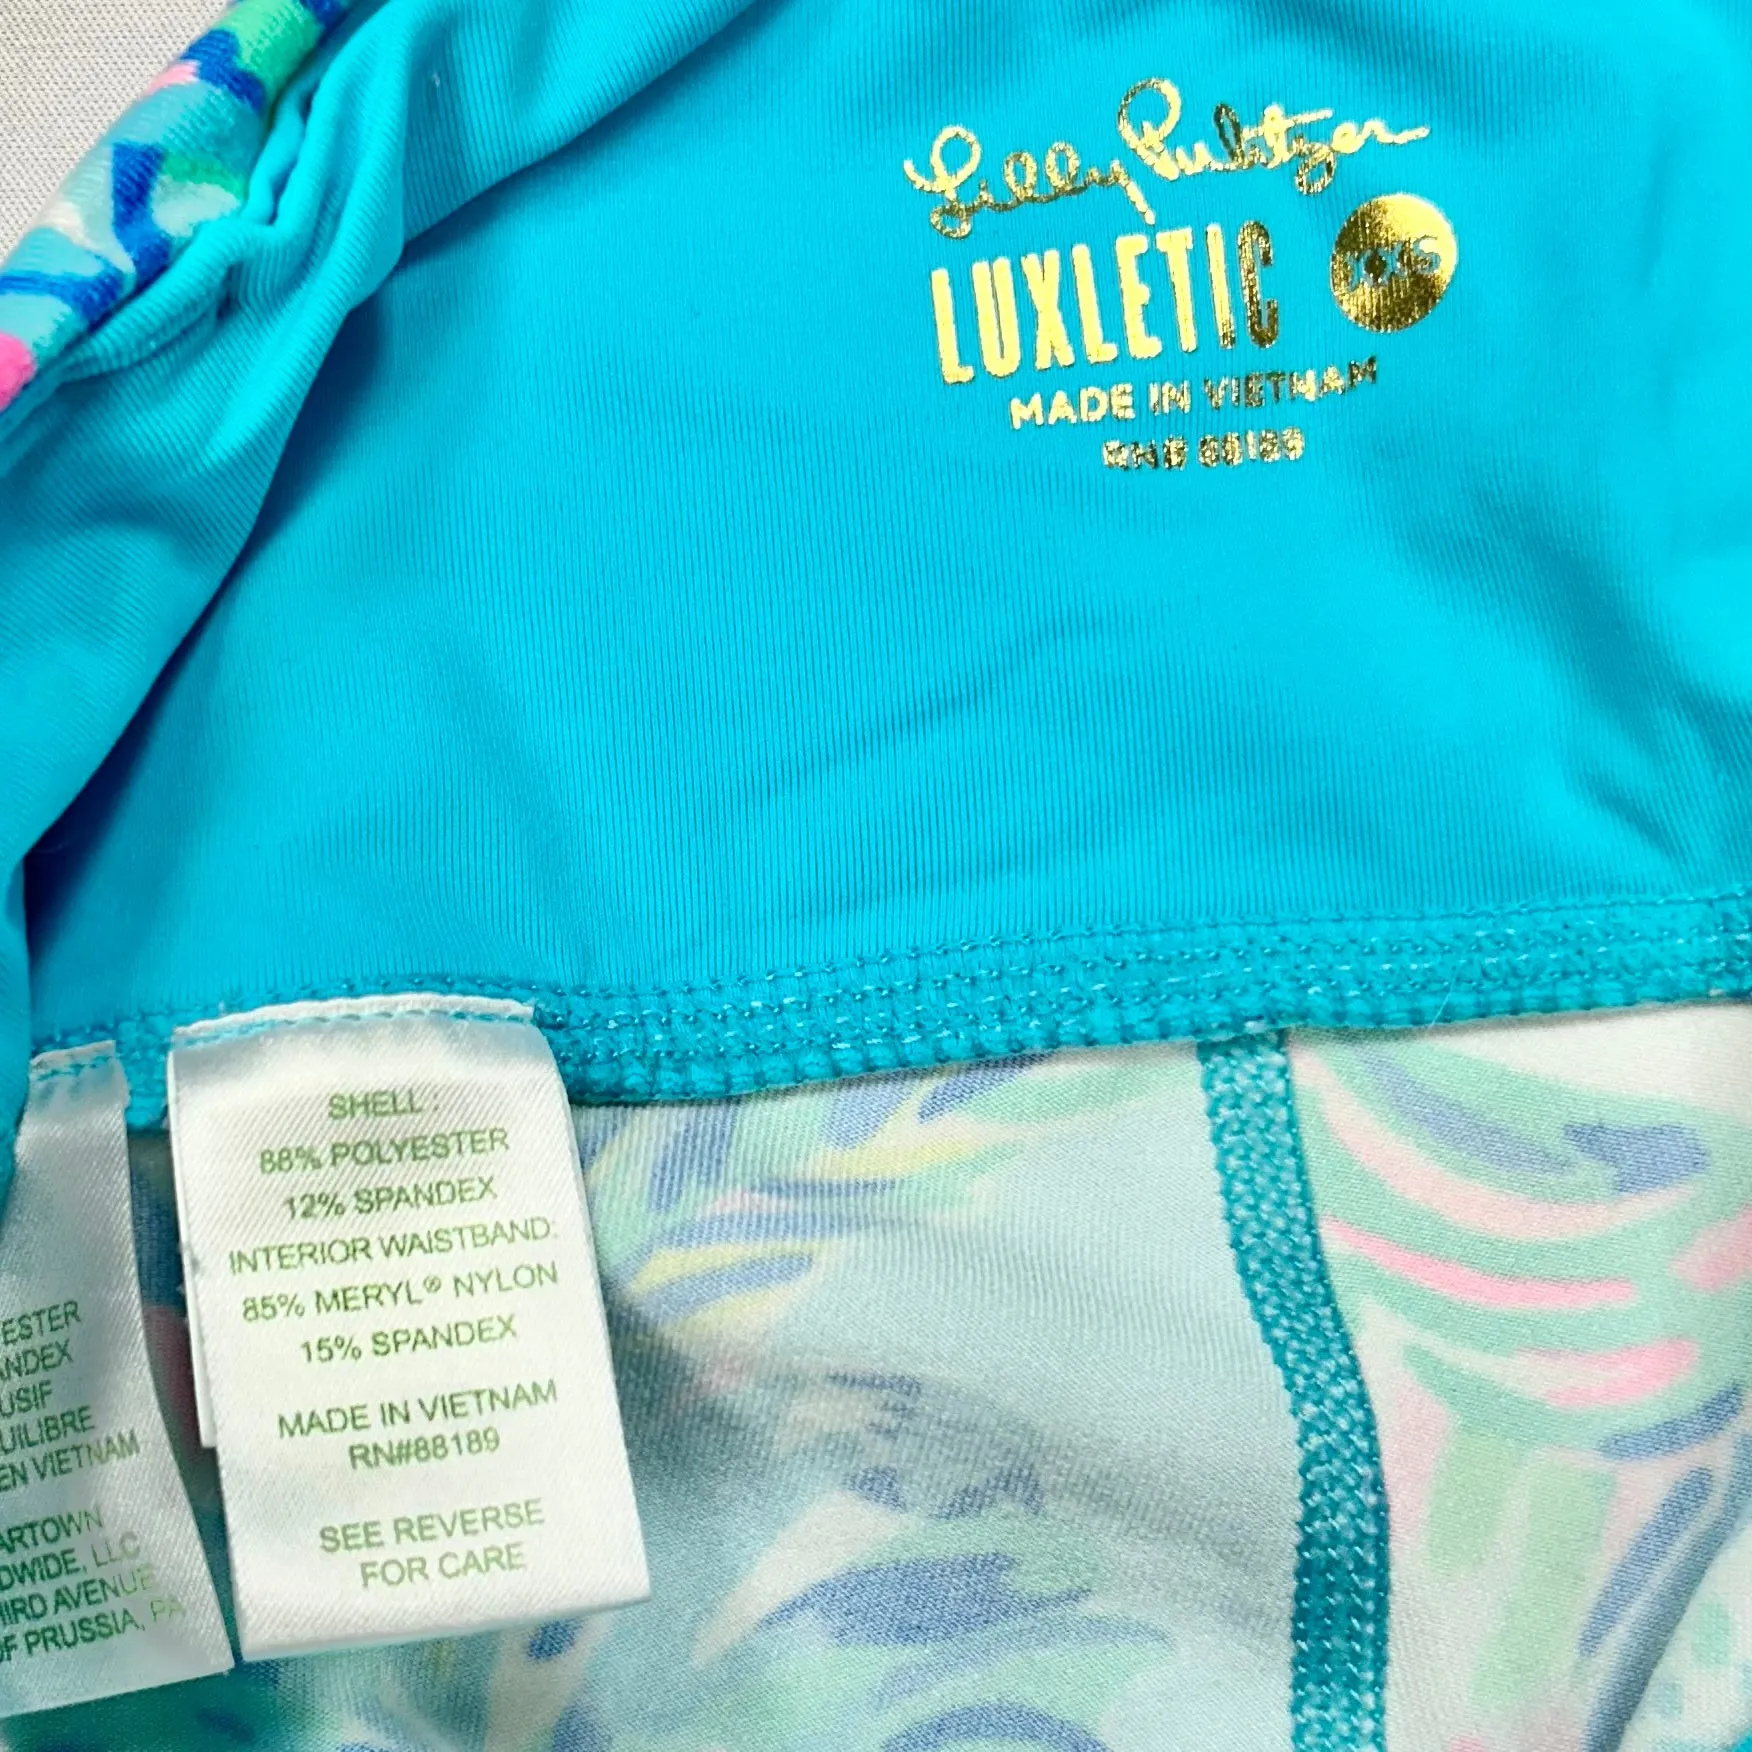 Lilly Pulitzer
LUXLETIC
MADE IN VIETNAM
88189
SHELL:
88% POLYESTER
12% SPANDEX
INTERIOR WAISTBAND:
85% MERYL® NYLON
15% SPANDEX
MADE IN VIETNAM
RN#88189
SEE REVERSE
FOR CARE
ESTER
ANDEX
USIF
UILIBRE
EN VIETNAM
ARTOWN
DWIDE, LLC
HIRD AVENUE
OF PRUSSIA, PA